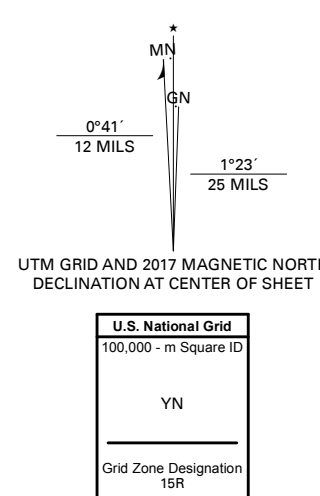 ★
MN
GN
0°41´
12 MILS
1°23´
25 MILS
UTM GRID AND 2017 MAGNETIC NORTH
DECLINATION AT CENTER OF SHEET
U.S. National Grid
100,000 - m Square ID
YN
Grid Zone Designation
15R